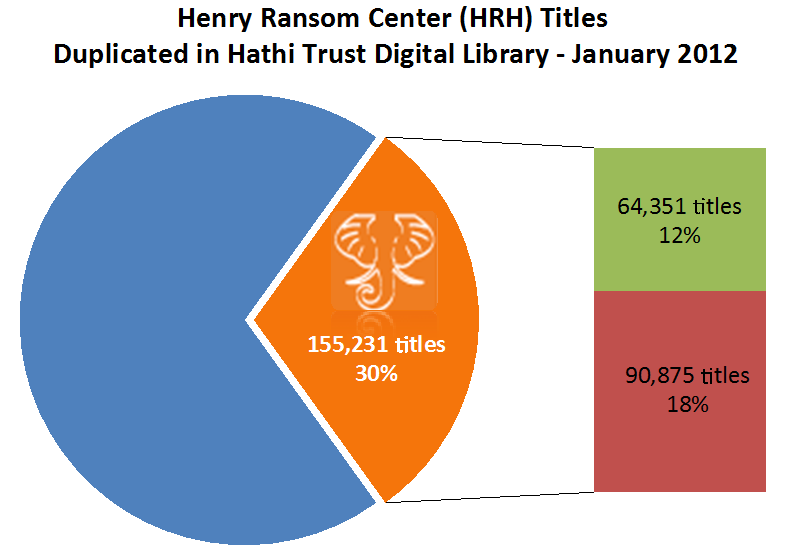 Henry Ransom Center (HRH) Titles
Duplicated in Hathi Trust Digital Library - January 2012
64,351 titles
12%
155,231 titles
30%
90,875 titles
18%